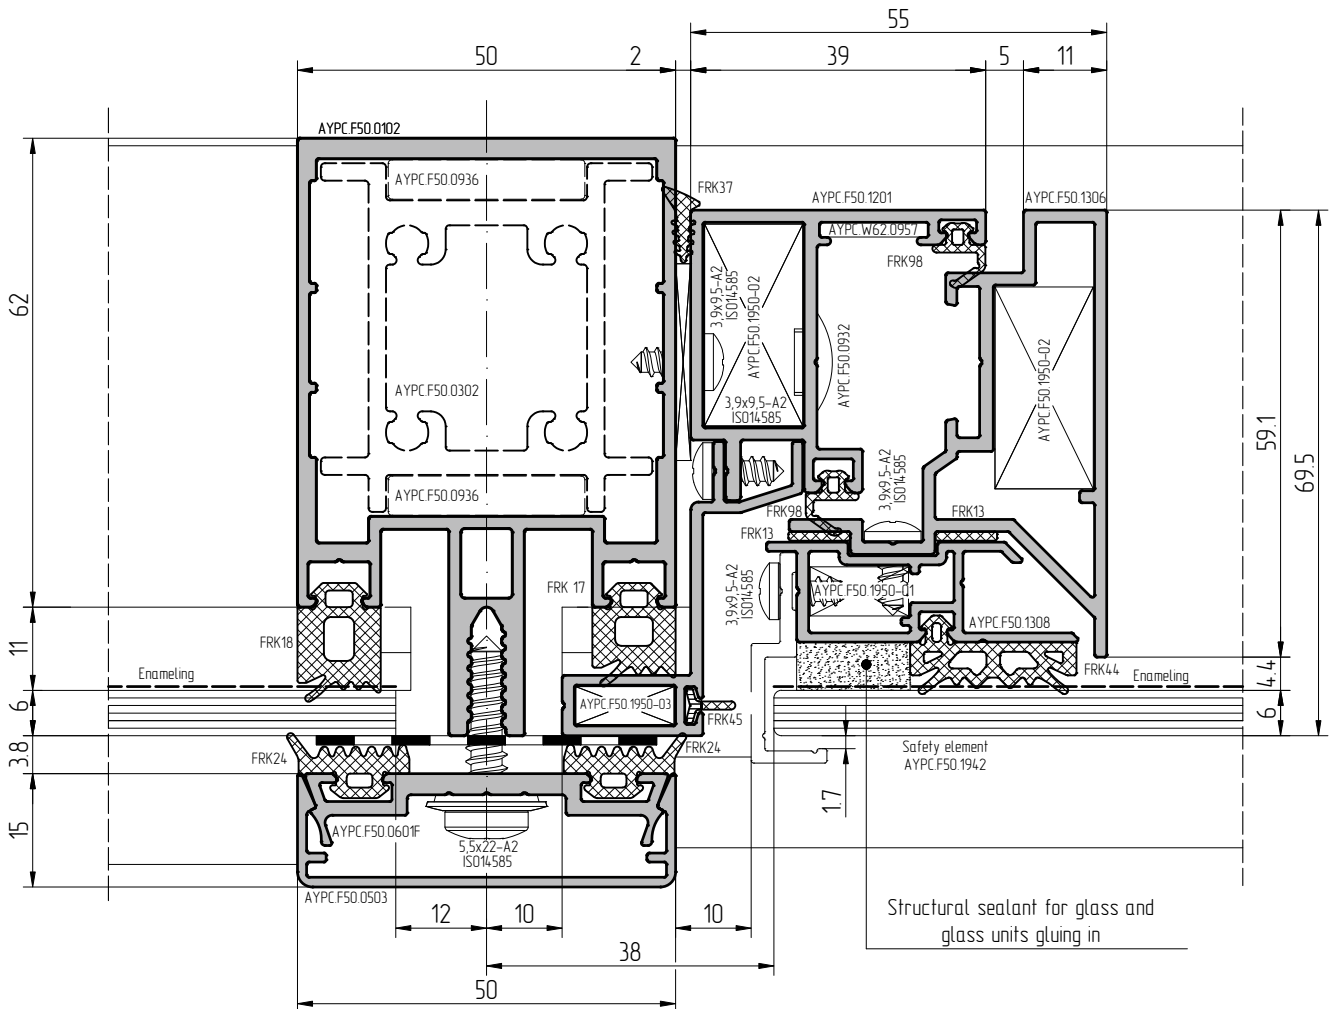 55
50
2
39
5
11
AYPC.F50.0102
AYPC.F50.0936
FRK37
AYPC.F50.1201
AYPC.F50.1306
AYPC.W62.0957
FRK98
3,9x9,5-A2
ISO14585
AYPC.F50.1950-02
62
AYPC.F50.0932
AYPC.F50.1950-02
59.1
69.5
AYPC.F50.0302
3,9x9,5-A2
ISO14585
3,9x9,5-A2
ISO14585
AYPC.F50.0936
FRK98
FRK13
FRK13
FRK 17
3,9x9,5-A2
ISO14585
AYPC.F50.1950-01
AYPC.F50.1308
FRK18
11
Enameling
FRK44
Enameling
4.4
6
AYPC.F50.1950-03
FRK45
6
3.8
FRK24
FRK24
Safety element
AYPC.F50.1942
1.7
15
AYPC.F50.0601F
5,5x22-A2
ISO14585
AYPC.F50.0503
12
10
10
Structural sealant for glass and
glass units gluing in
38
50